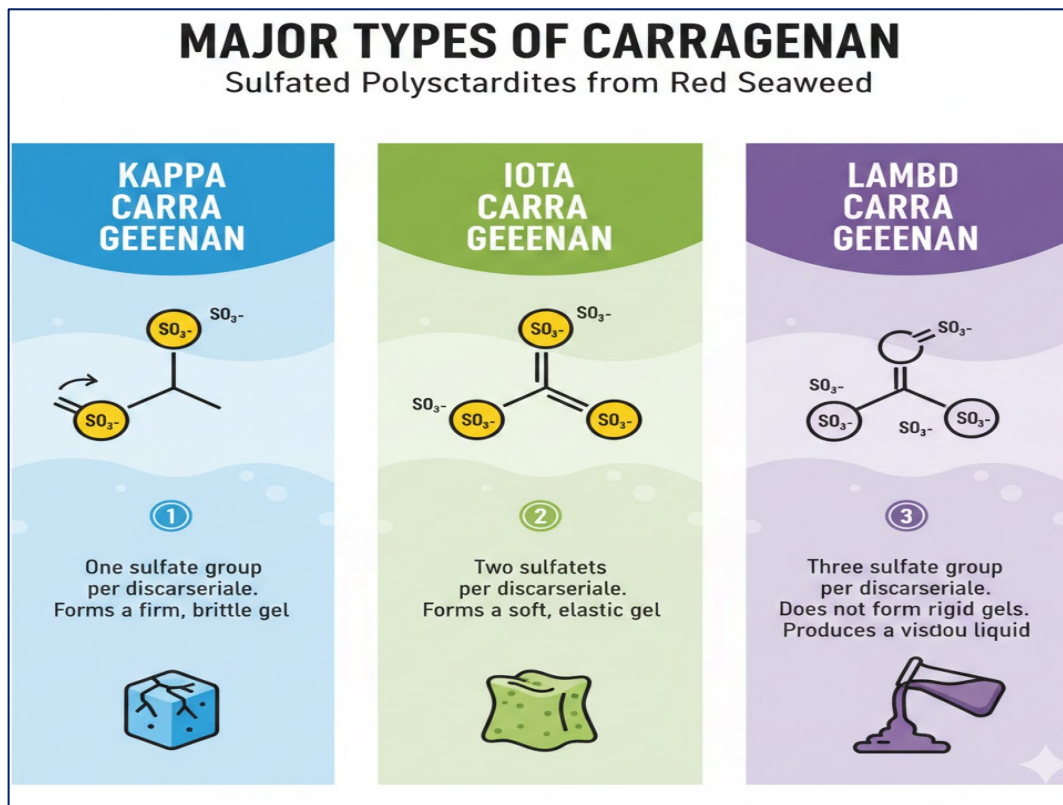 MAJOR TYPES OF CARRAGENAN
Sulfated Polysctardites from Red Seaweed
KAPPA
CARRA
GEEENAN
SO₃-
SO₃-
SO₃-
1
One sulfate group
per discarseriale.
Forms a firm, brittle gel
IOTA
CARRA
GEEENAN
SO₃-
SO₃-
SO₃-
SO₃-
SO₃-
2
Two sulfatets
per discarseriale.
Forms a soft, elastic gel
LAMBD
CARRA
GEEENAN
SO₃-
SO₃-
SO₃-
SO₃-
SO₃-
3
Three sulfate group
per discarseriale.
Does not form rigid gels.
Produces a visdou liquid